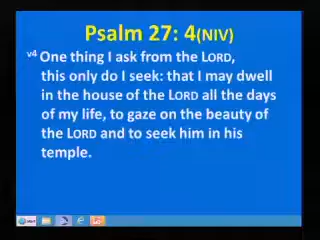 Psalm 27: 4(NIV)
v4 One thing I ask from the LORD,
this only do I seek: that I may dwell
in the house of the LORD all the days
of my life, to gaze on the beauty of
the LORD and to seek him in his
temple.